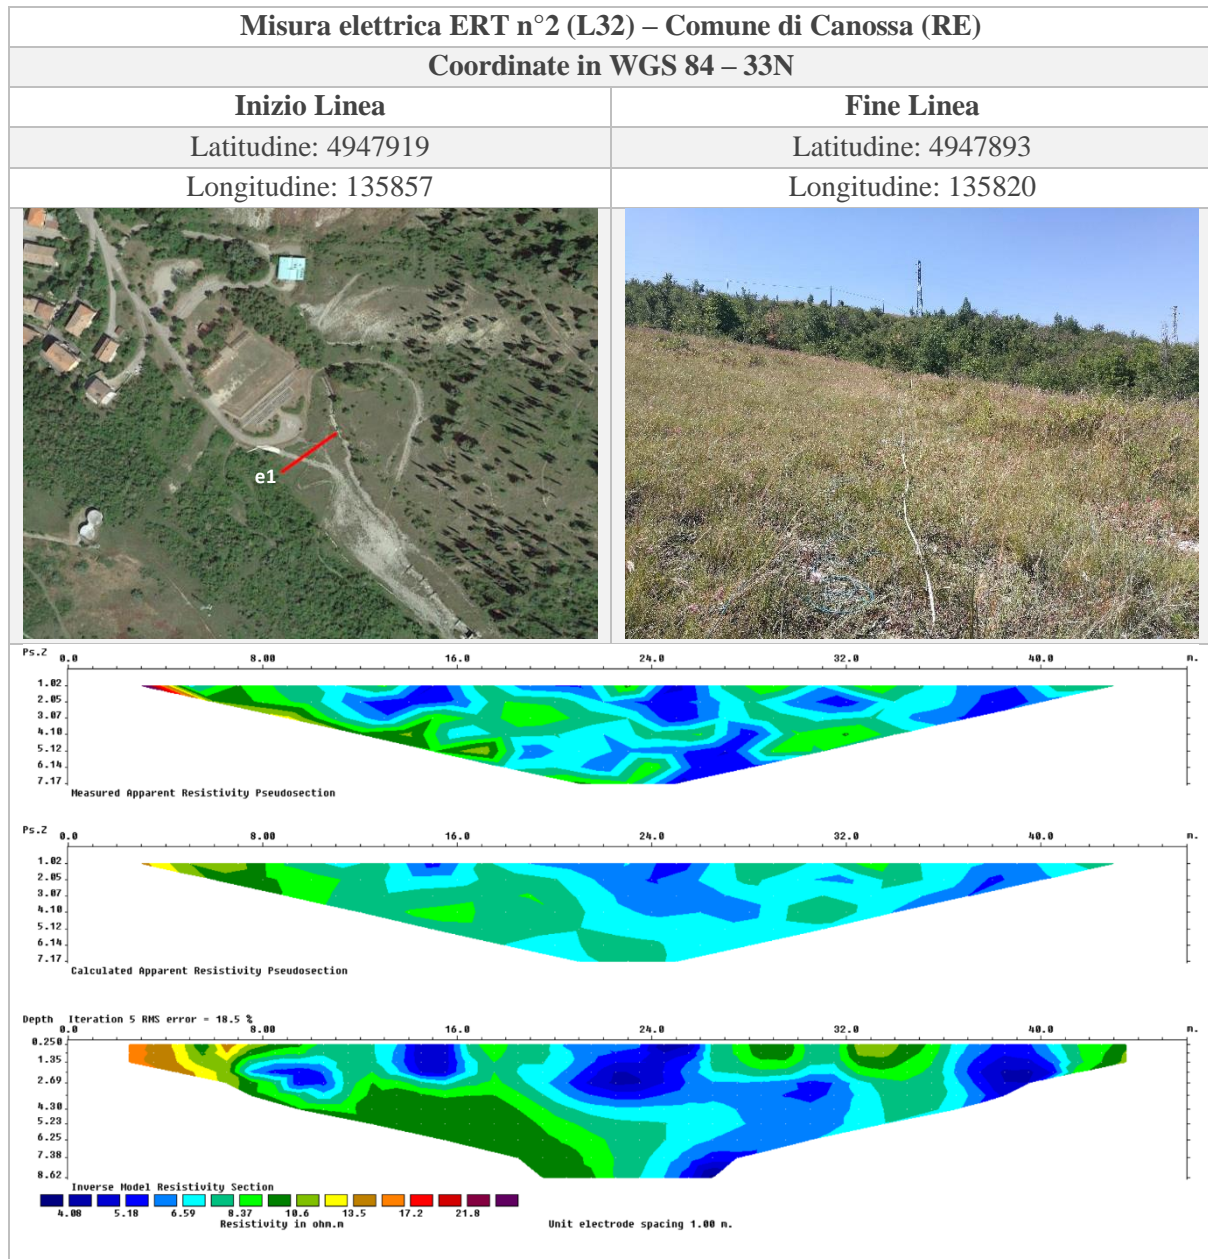 Misura elettrica ERT n°2 (L32) – Comune di Canossa (RE)
Coordinate in WGS 84 – 33N
Inizio Linea
Fine Linea
Latitudine: 4947919
Latitudine: 4947893
Longitudine: 135857
Longitudine: 135820
e1
Ps.Z 0.0 8.00 16.0 24.0 32.0 40.0 m.
1.02
2.05
3.07
4.10
5.12
6.14
7.17
Measured Apparent Resistivity Pseudosection
Ps.Z 0.0 8.00 16.0 24.0 32.0 40.0 m.
1.02
2.05
3.07
4.10
5.12
6.14
7.17
Calculated Apparent Resistivity Pseudosection
Depth Iteration 5 RMS error = 18.5 %
0.0 8.00 16.0 24.0 32.0 40.0 m.
0.250
1.35
2.69
4.30
5.23
6.25
7.38
8.62
Inverse Model Resistivity Section
4.08 5.18 6.59 8.37 10.6 13.5 17.2 21.8
Resistivity in ohm.m Unit electrode spacing 1.00 m.